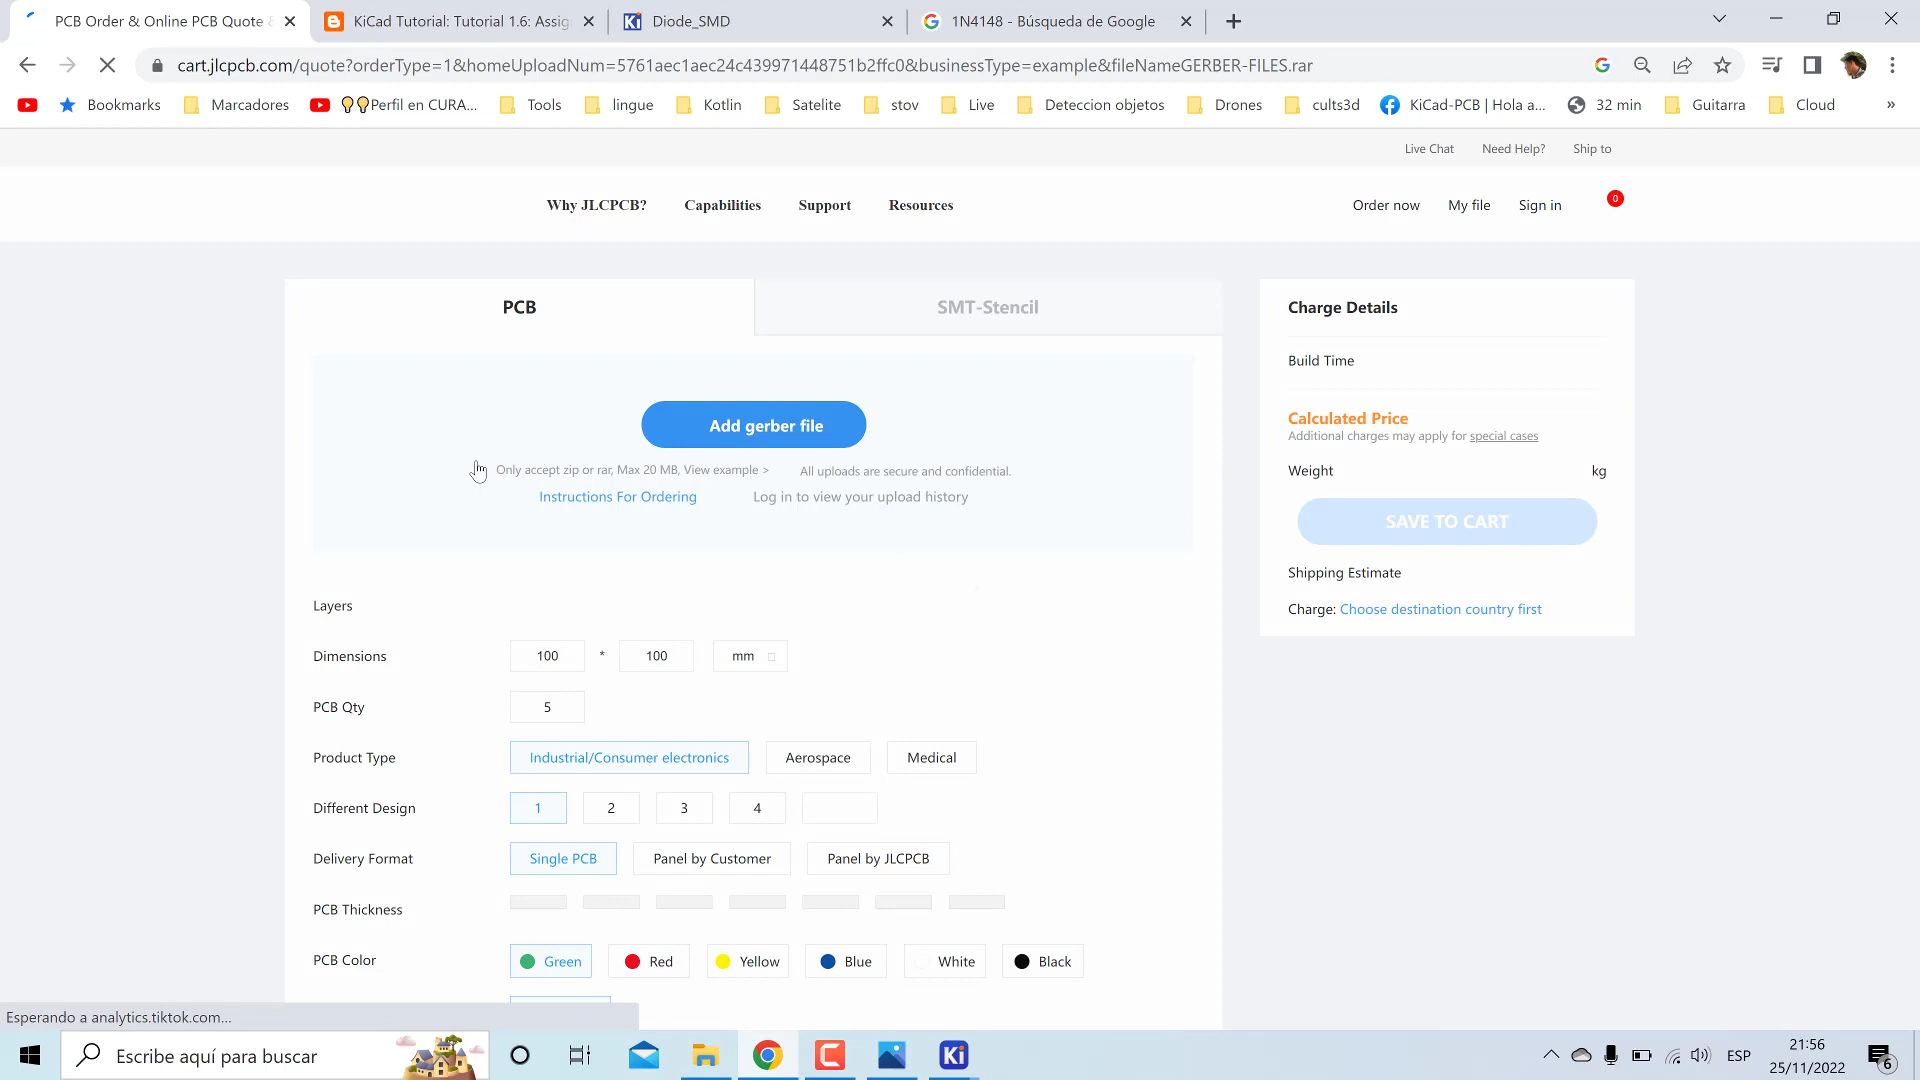 PCB Order & Online PCB Quote
KiCad Tutorial: Tutorial 1.6: Assig
Diode_SMD
1N4148 - Búsqueda de Google
cart.jlcpcb.com/quote?orderType=1&homeUploadNum=5761aec1aec24c439971448751b2ffc0&businessType=example&fileNameGERBER-FILES.rar
Bookmarks
Marcadores
Perfil en CURA...
Tools
lingue
Kotlin
Satelite
stov
Live
Deteccion objetos
Drones
cults3d
KiCad-PCB | Hola a...
32 min
Guitarra
Cloud
»
Live Chat
Need Help?
Ship to
Why JLCPCB?
Capabilities
Support
Resources
Order now
My file
Sign in
0
PCB
SMT-Stencil
Add gerber file
Only accept zip or rar, Max 20 MB, View example >
All uploads are secure and confidential.
Instructions For Ordering
Log in to view your upload history
Charge Details
Build Time
Calculated Price
Additional charges may apply for special cases
Weight kg
SAVE TO CART
Shipping Estimate
Charge: Choose destination country first
Layers
Dimensions 100 * 100 mm
PCB Qty 5
Product Type Industrial/Consumer electronics Aerospace Medical
Different Design 1 2 3 4
Delivery Format Single PCB Panel by Customer Panel by JLCPCB
PCB Thickness
PCB Color Green Red Yellow Blue White Black
Esperando a analytics.tiktok.com...
Escribe aquí para buscar
Ki
ESP
21:56
25/11/2022
6